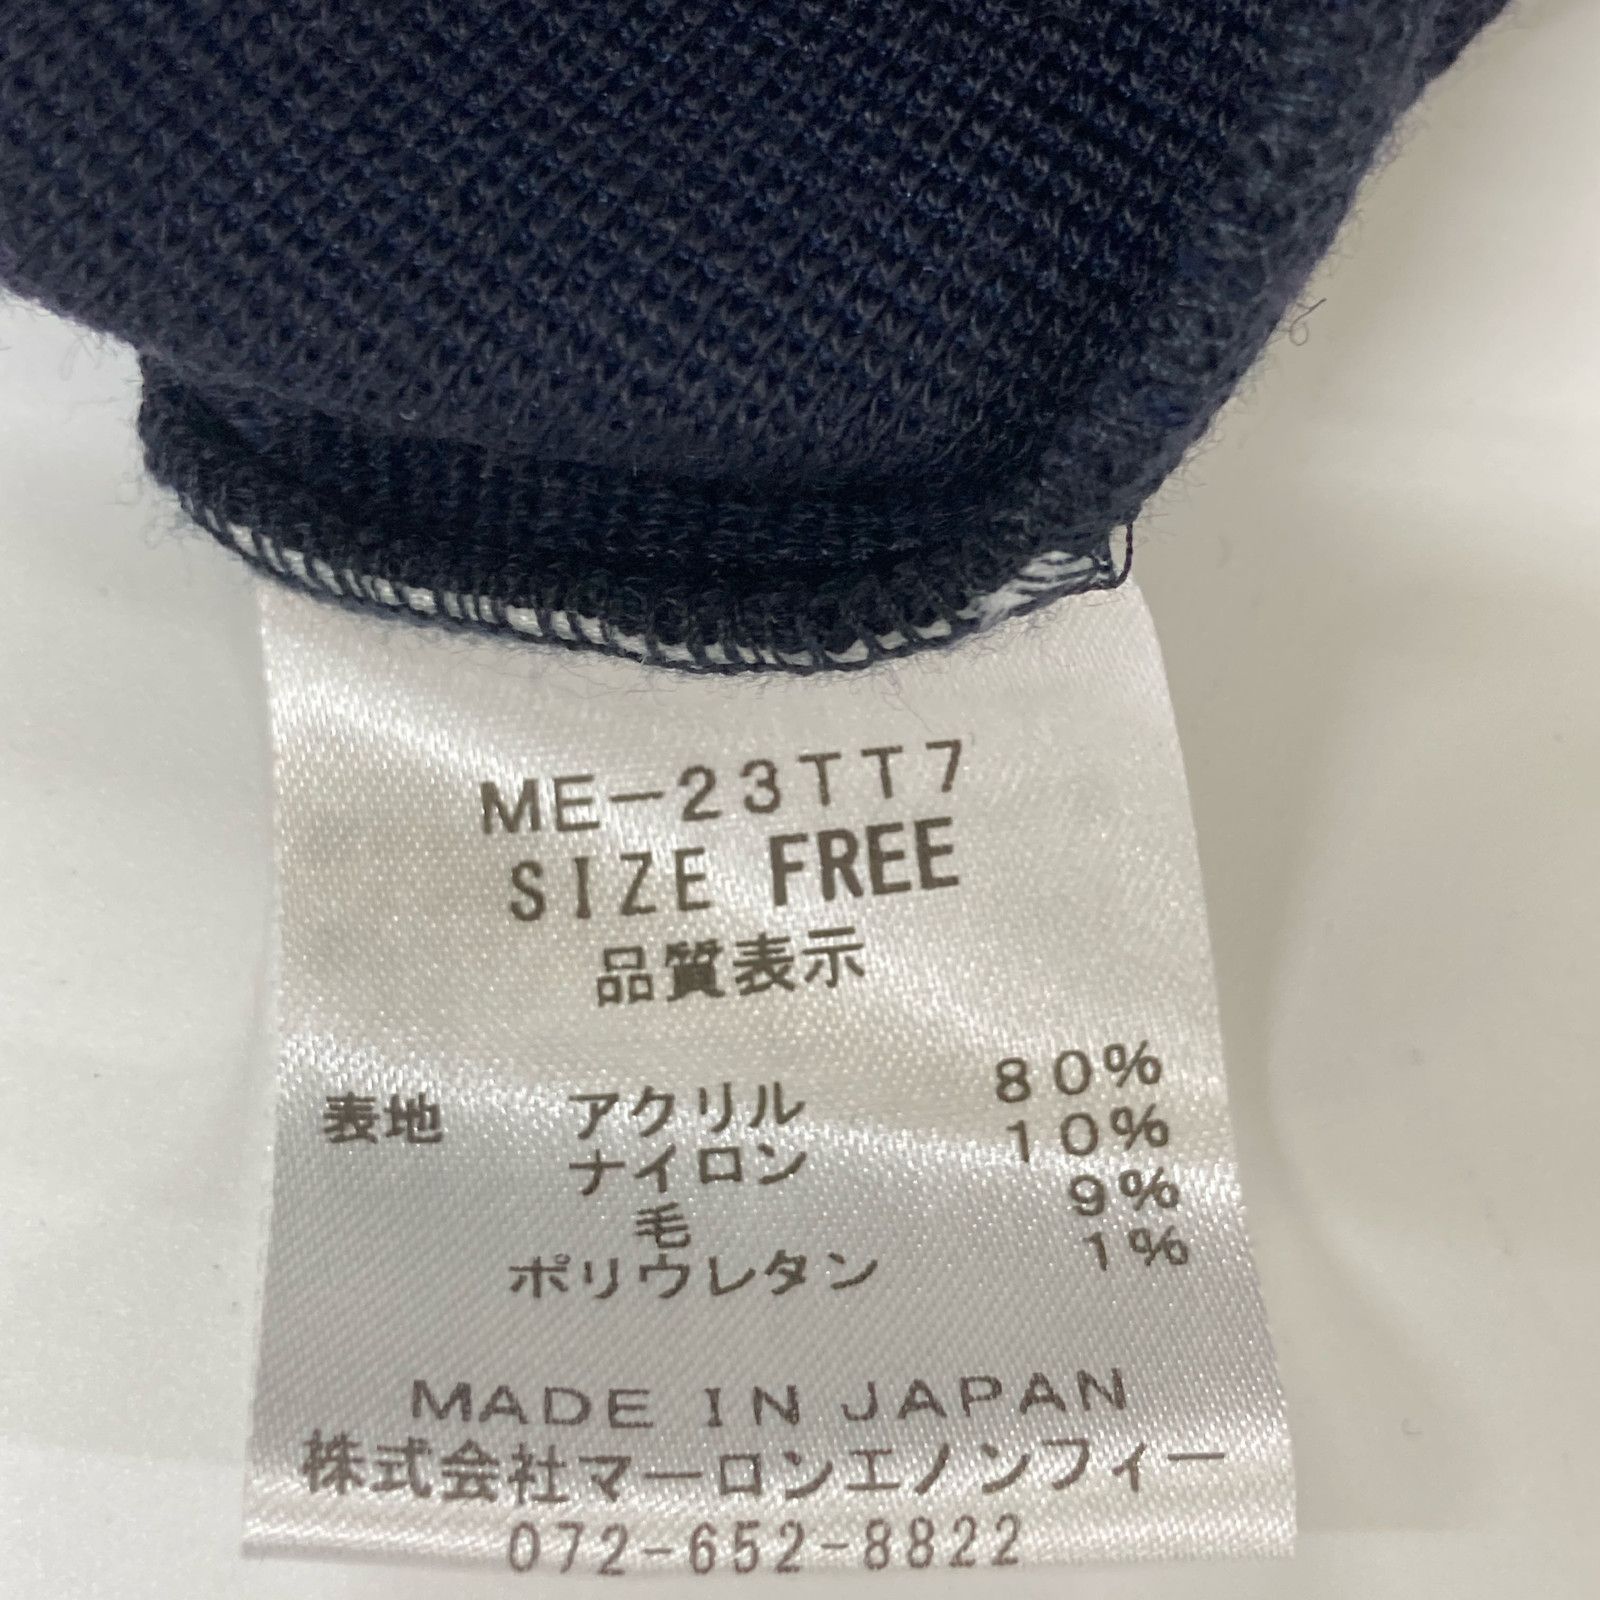 ME-23TT7
SIZE FREE
品質表示
表地 アクリル 80%
ナイロン 10%
毛 9%
ポリウレタン 1%
MADE IN JAPAN
株式会社マーロンエノンフィー
072-652-8822